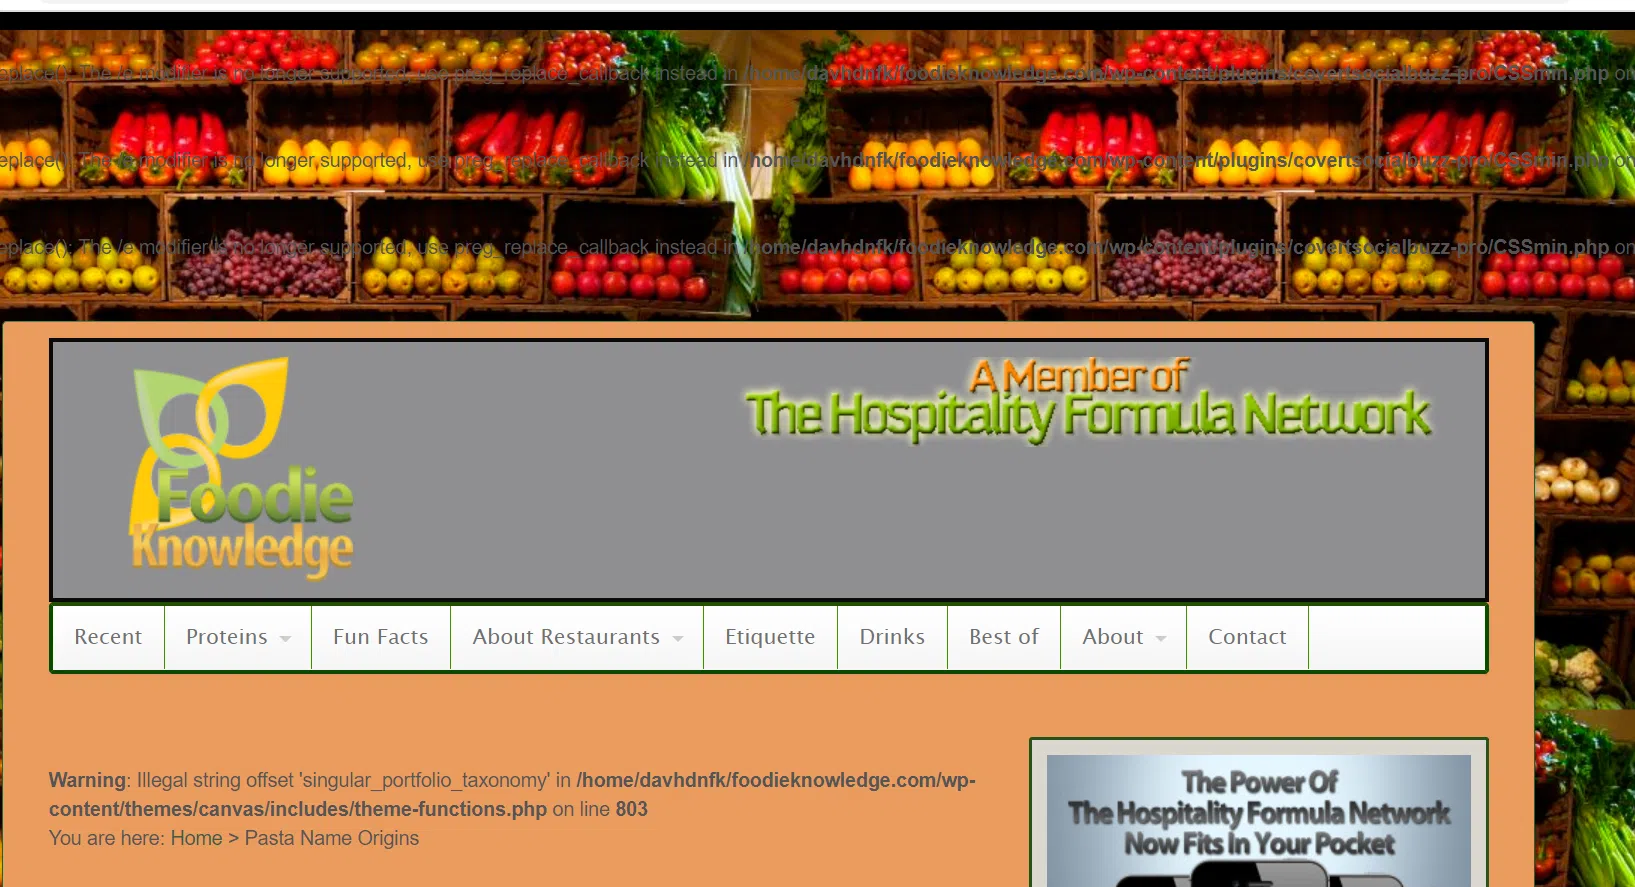 eplace(): The /e modifier is no longer supported, use preg_replace_callback instead in /home/davhdnfk/foodieknowledge.com/wp-content/plugins/covertsocialbuzz-pro/CSSmin.php on
eplace(): The /e modifier is no longer supported, use preg_replace_callback instead in /home/davhdnfk/foodieknowledge.com/wp-content/plugins/covertsocialbuzz-pro/CSSmin.php on
eplace(): The /e modifier is no longer supported, use preg_replace_callback instead in /home/davhdnfk/foodieknowledge.com/wp-content/plugins/covertsocialbuzz-pro/CSSmin.php on
A Member of
The Hospitality Formula Network
Foodie
Knowledge
Recent Proteins Fun Facts About Restaurants Etiquette Drinks Best of About Contact
Warning: Illegal string offset 'singular_portfolio_taxonomy' in /home/davhdnfk/foodieknowledge.com/wp-
content/themes/canvas/includes/theme-functions.php on line 803
You are here: Home > Pasta Name Origins
The Power Of
The Hospitality Formula Network
Now Fits In Your Pocket